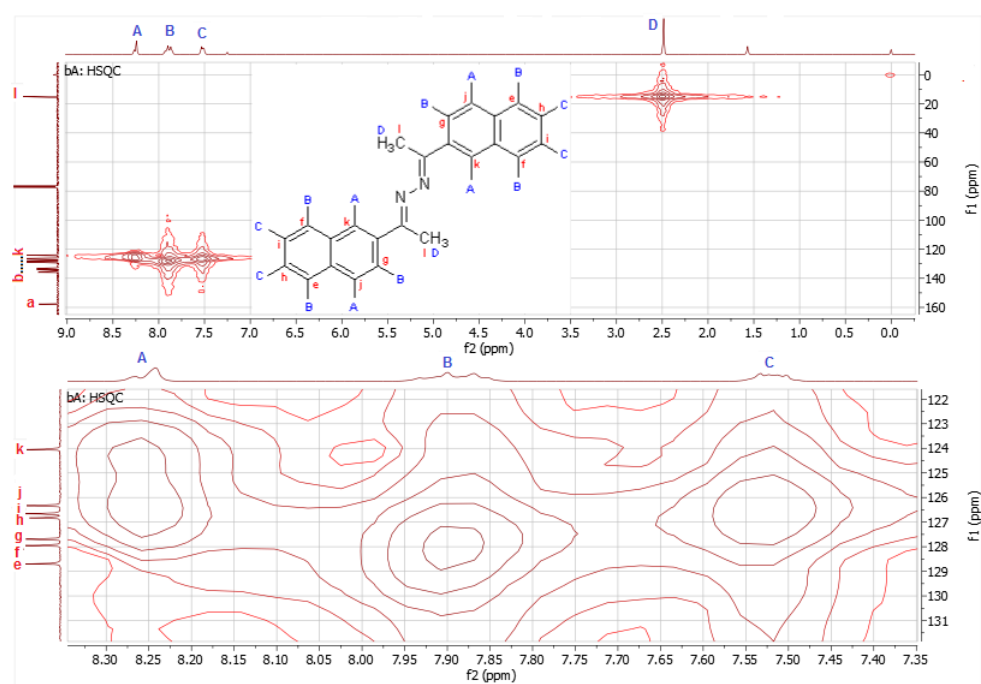 A B C D
bA: HSQC
l
k
b
a
0
20
40
60
80
100
120
140
160
f1 (ppm)
A B
B j e
D l g h C
CH3
k i C
f
A B
N
N
B A
f k
C i
CH3
l D
C h g
e j B
B A
9.0 8.5 8.0 7.5 7.0 6.5 6.0 5.5 5.0 4.5 4.0 3.5 3.0 2.5 2.0 1.5 1.0 0.5 0.0
f2 (ppm)
A B C
bA: HSQC
k
j
i
h
g
f
e
122
123
124
125
126
127
128
129
130
131
f1 (ppm)
8.30 8.25 8.20 8.15 8.10 8.05 8.00 7.95 7.90 7.85 7.80 7.75 7.70 7.65 7.60 7.55 7.50 7.45 7.40 7.35
f2 (ppm)